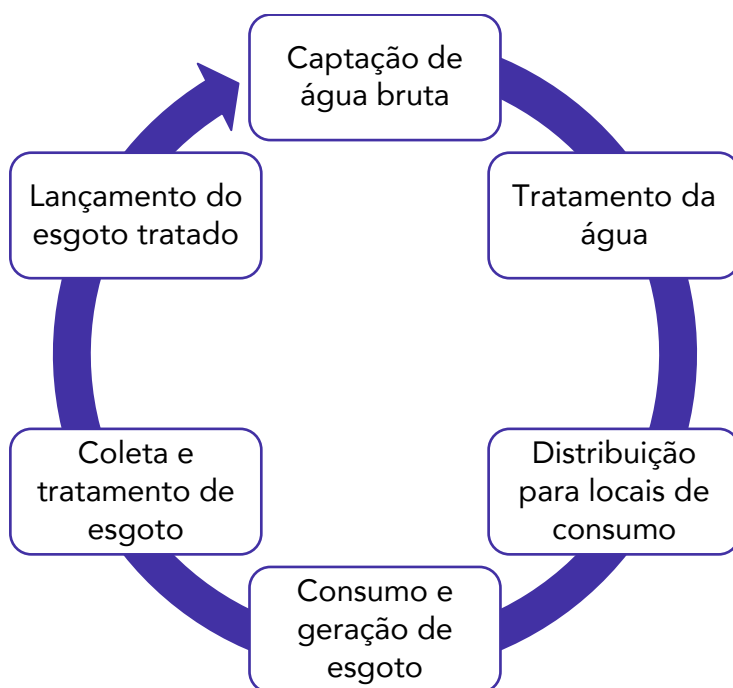 Captação de
água bruta
Tratamento da
água
Distribuição
para locais de
consumo
Consumo e
geração de
esgoto
Coleta e
tratamento de
esgoto
Lançamento do
esgoto tratado